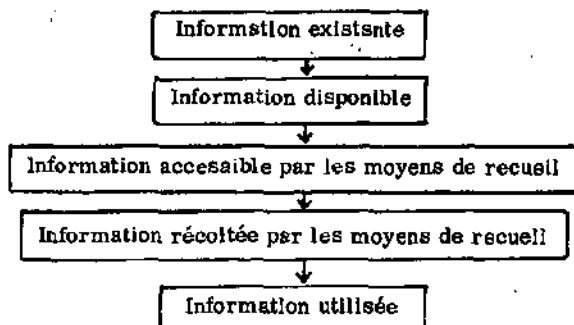 Information existante
Information disponible
Information accesaible par les moyens de recueil
Information récoltée par les moyens de recueil
Information utilisée